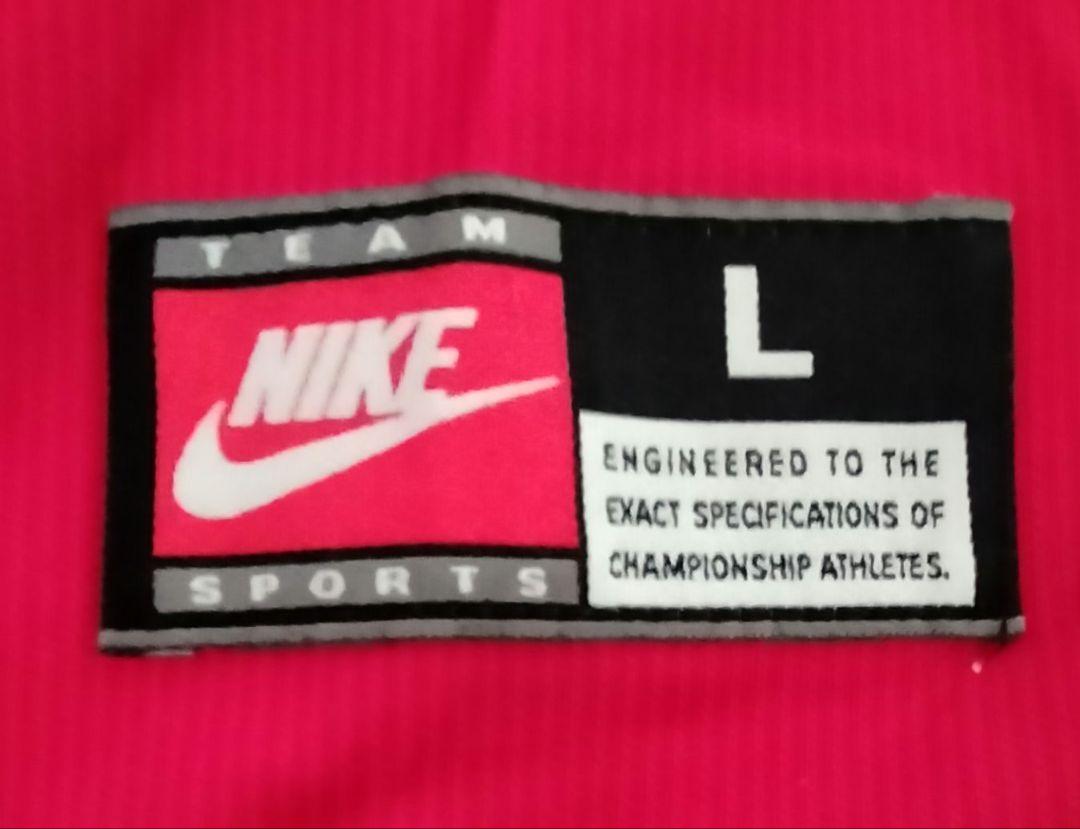 TEAM
NIKE
SPORTS
L
ENGINEERED TO THE
EXACT SPECIFICATIONS OF
CHAMPIONSHIP ATHLETES.